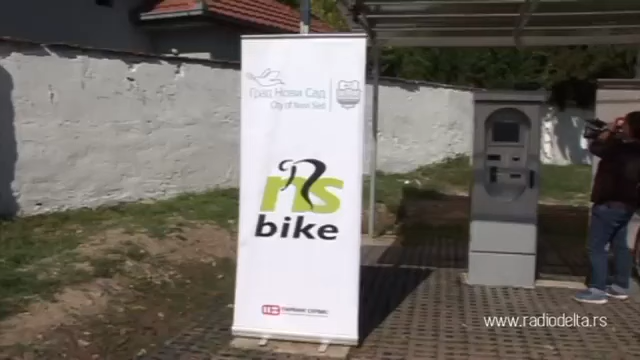 Град Нови Сад
City of Novi Sad
ns
bike
ПАРКИНГ СЕРВИС
www.radiodelta.rs